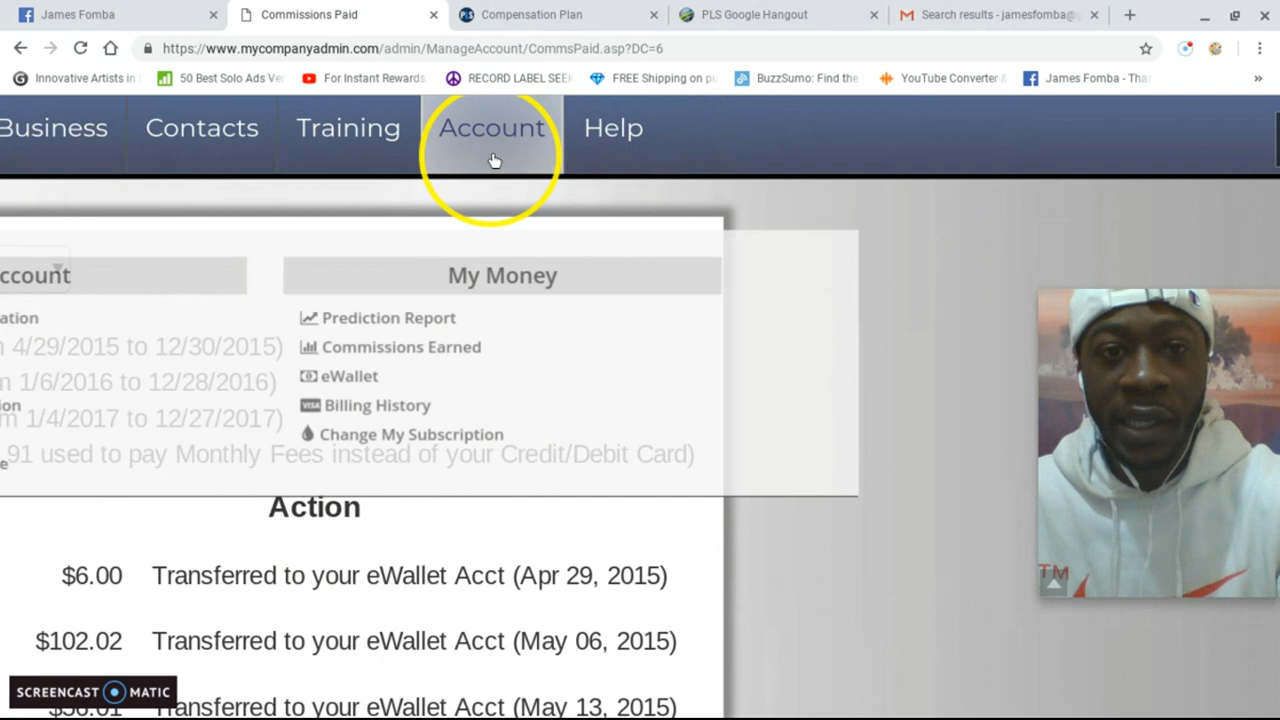 James Fomba
Commissions Paid
Compensation Plan
PLS Google Hangout
Search results - jamesfomba@
https://www.mycompanyadmin.com/admin/ManageAccount/CommsPaid.asp?DC=6
Innovative Artists in
50 Best Solo Ads Ve
For Instant Rewards.
RECORD LABEL SEEK
FREE Shipping on pu
BuzzSumo: Find the
YouTube Converter &
James Fomba - Tha
Business
Contacts
Training
Account
Help
ccount
My Money
ation
Prediction Report
n 4/29/2015 to 12/30/2015)
Commissions Earned
m 1/6/2016 to 12/28/2016)
eWallet
ion
m 1/4/2017 to 12/27/2017)
VISA Billing History
Change My Subscription
e
91 used to pay Monthly Fees instead of your Credit/Debit Card)
Action
$6.00 Transferred to your eWallet Acct (Apr 29, 2015)
$102.02 Transferred to your eWallet Acct (May 06, 2015)
Transferred to your eWallet Acct (May 13, 2015)
TM
SCREENCAST MATIC